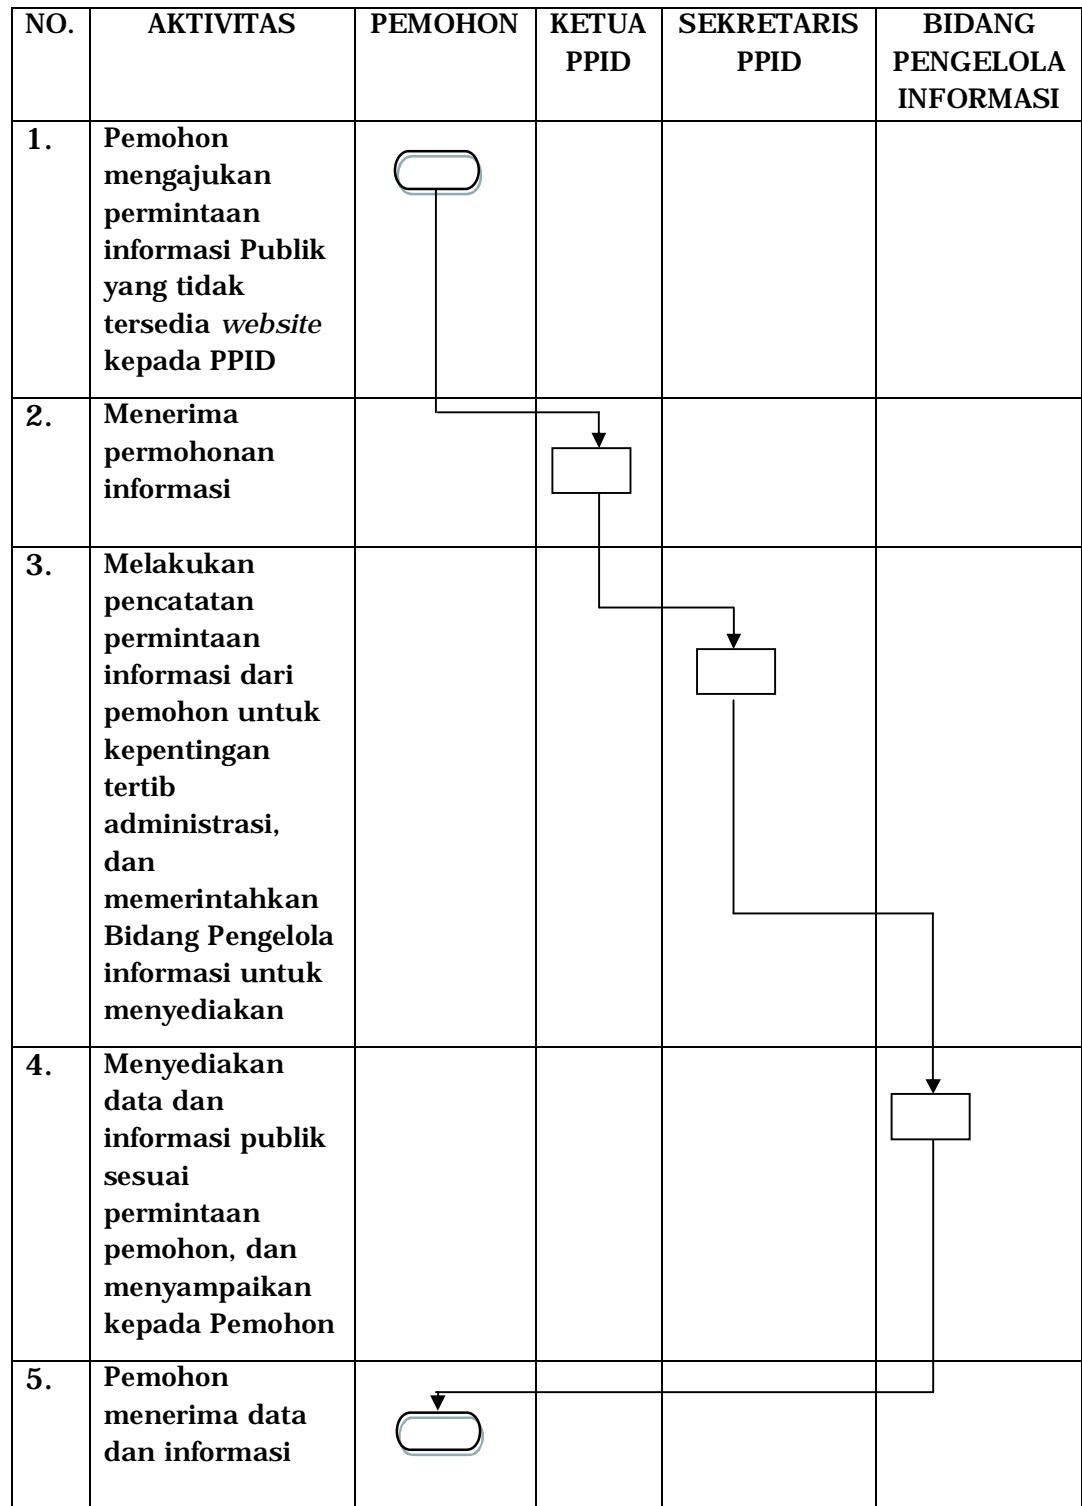 NO.
AKTIVITAS
PEMOHON
KETUA
PPID
SEKRETARIS
PPID
BIDANG
PENGELOLA
INFORMASI
1.
Pemohon
mengajukan
permintaan
informasi Publik
yang tidak
tersedia website
kepada PPID
2.
Menerima
permohonan
informasi
3.
Melakukan
pencatatan
permintaan
informasi dari
pemohon untuk
kepentingan
tertib
administrasi,
dan
memerintahkan
Bidang Pengelola
informasi untuk
menyediakan
4.
Menyediakan
data dan
informasi publik
sesuai
permintaan
pemohon, dan
menyampaikan
kepada Pemohon
5.
Pemohon
menerima data
dan informasi